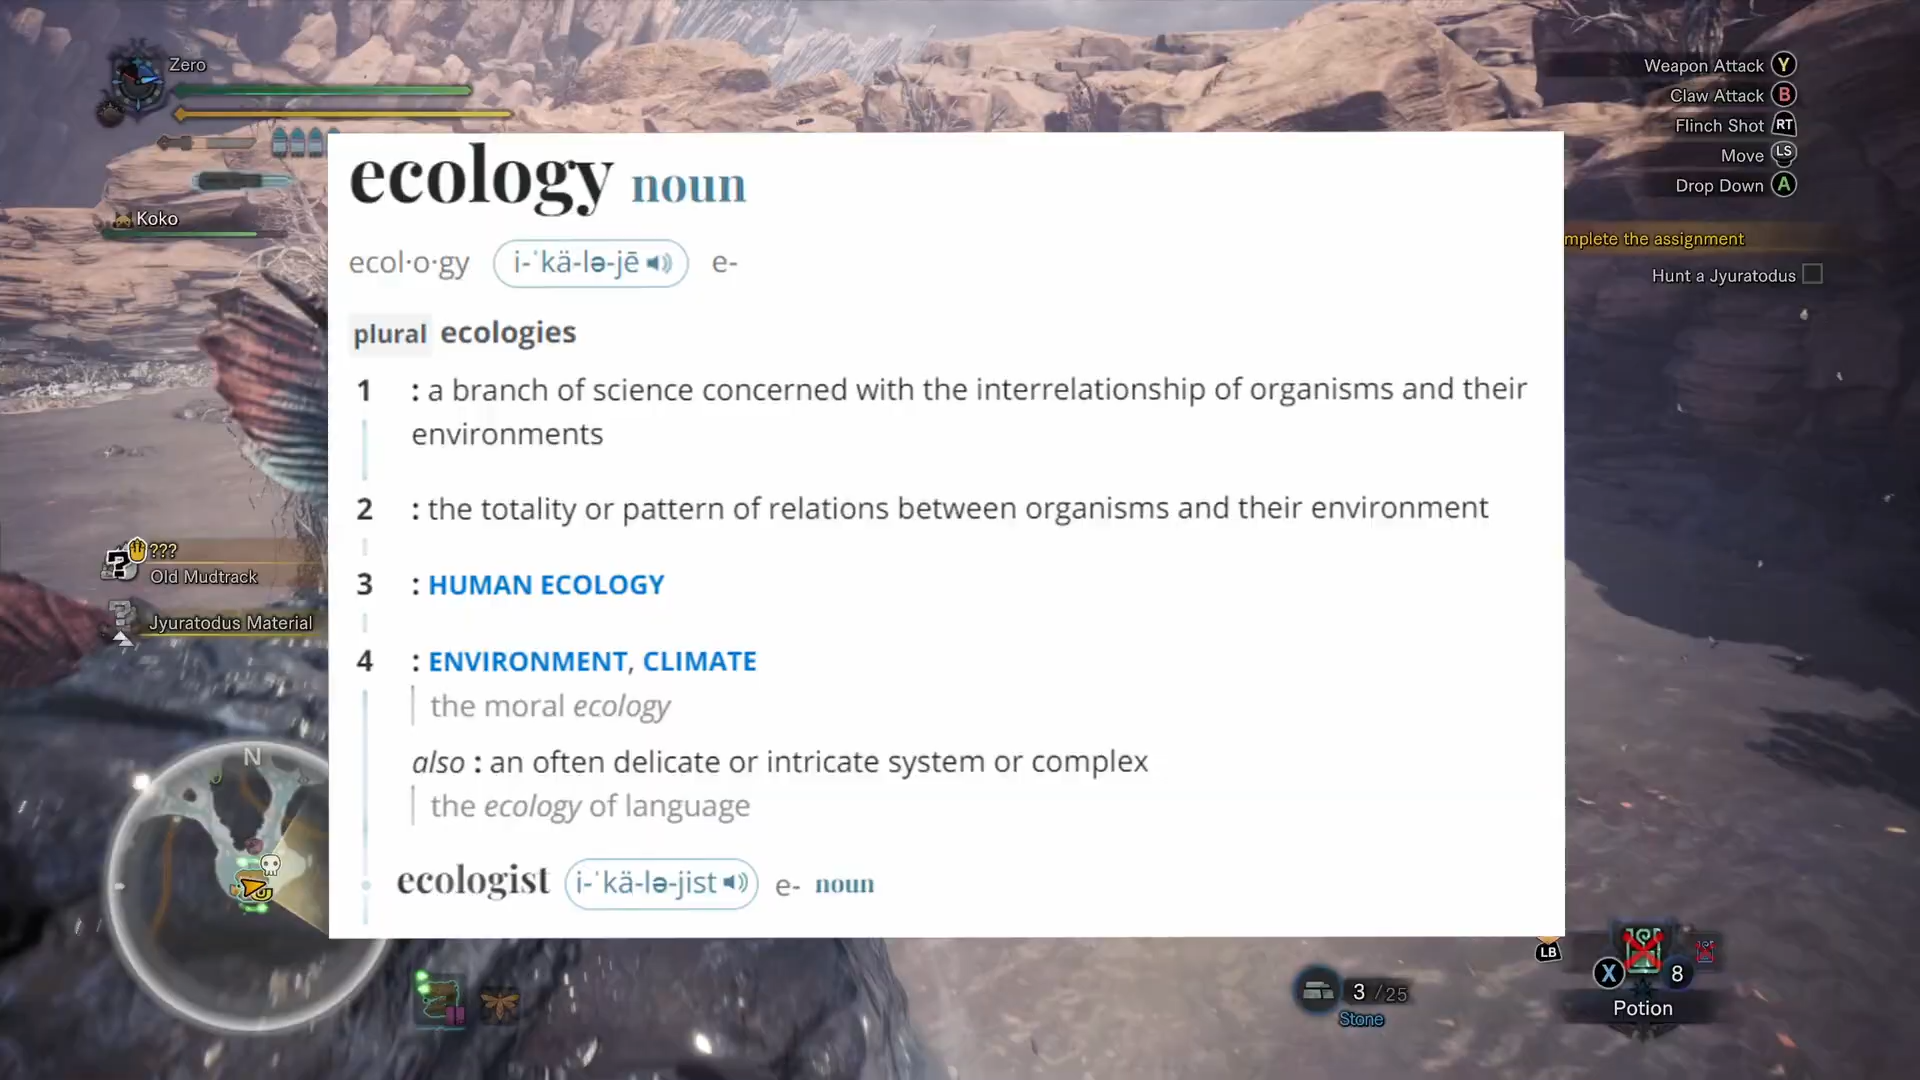 Zero
Weapon Attack Y
Claw Attack B
Flinch Shot RT
Move LS
Drop Down A
Koko
ecology noun
ecol·o·gy i-ˈkä-lə-jē e-
mplete the assignment
Hunt a Jyuratodus
plural ecologies
1 : a branch of science concerned with the interrelationship of organisms and their
environments
2 : the totality or pattern of relations between organisms and their environment
???
Old Mudtrack
3 : HUMAN ECOLOGY
Jyuratodus Material
4 : ENVIRONMENT, CLIMATE
the moral ecology
also : an often delicate or intricate system or complex
the ecology of language
N
ecologist i-ˈkä-lə-jist e- noun
LB
X 8
Potion
3 /25
Stone